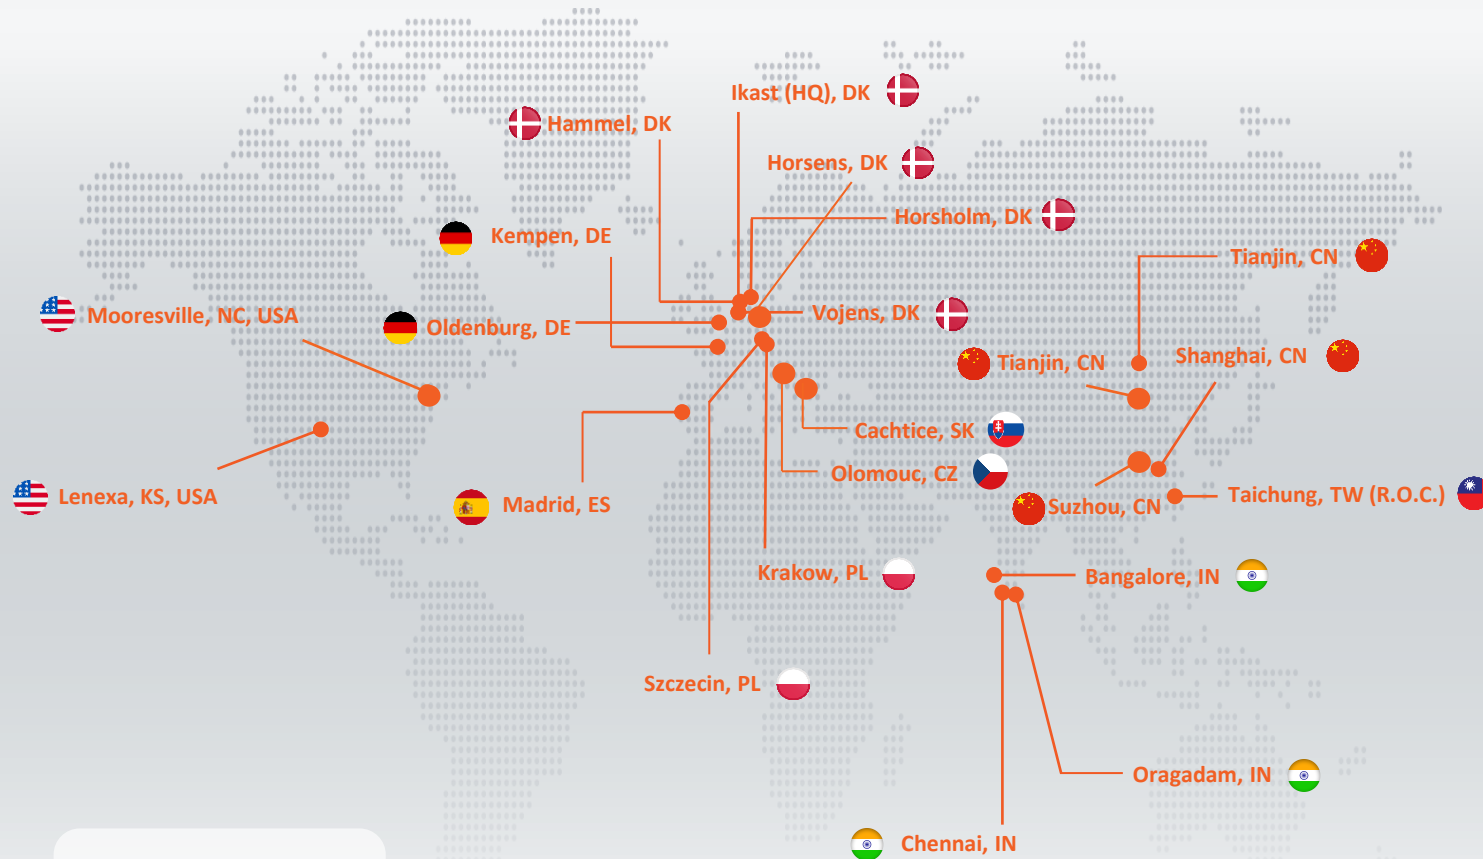 Ikast (HQ), DK
Hammel, DK
Horsens, DK
Horsholm, DK
Kempen, DE
Tianjin, CN
Mooresville, NC, USA
Oldenburg, DE
Vojens, DK
Tianjin, CN
Shanghai, CN
Cachtice, SK
Olomouc, CZ
Lenexa, KS, USA
Madrid, ES
Suzhou, CN
Taichung, TW (R.O.C.)
Krakow, PL
Bangalore, IN
Szczecin, PL
Oragadam, IN
Chennai, IN